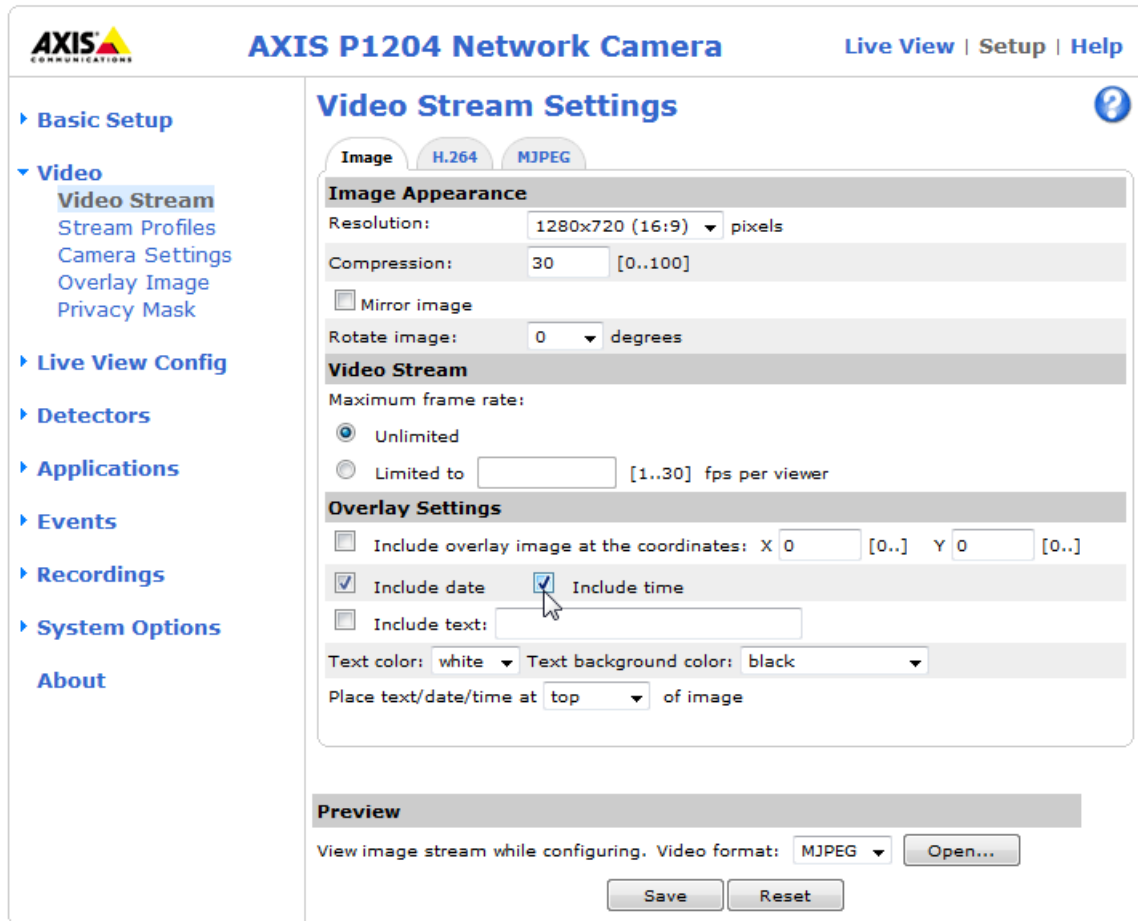 AXIS
COMMUNICATIONS
AXIS P1204 Network Camera
Live View | Setup | Help
Basic Setup
Video
Video Stream
Stream Profiles
Camera Settings
Overlay Image
Privacy Mask
Live View Config
Detectors
Applications
Events
Recordings
System Options
About
Video Stream Settings
?
Image H.264 MJPEG
Image Appearance
Resolution: 1280x720 (16:9) pixels
Compression: 30 [0..100]
Mirror image
Rotate image: 0 degrees
Video Stream
Maximum frame rate:
Unlimited
Limited to [1..30] fps per viewer
Overlay Settings
Include overlay image at the coordinates: X 0 [0..] Y 0 [0..]
Include date Include time
Include text:
Text color: white Text background color: black
Place text/date/time at top of image
Preview
View image stream while configuring. Video format: MJPEG Open...
Save Reset